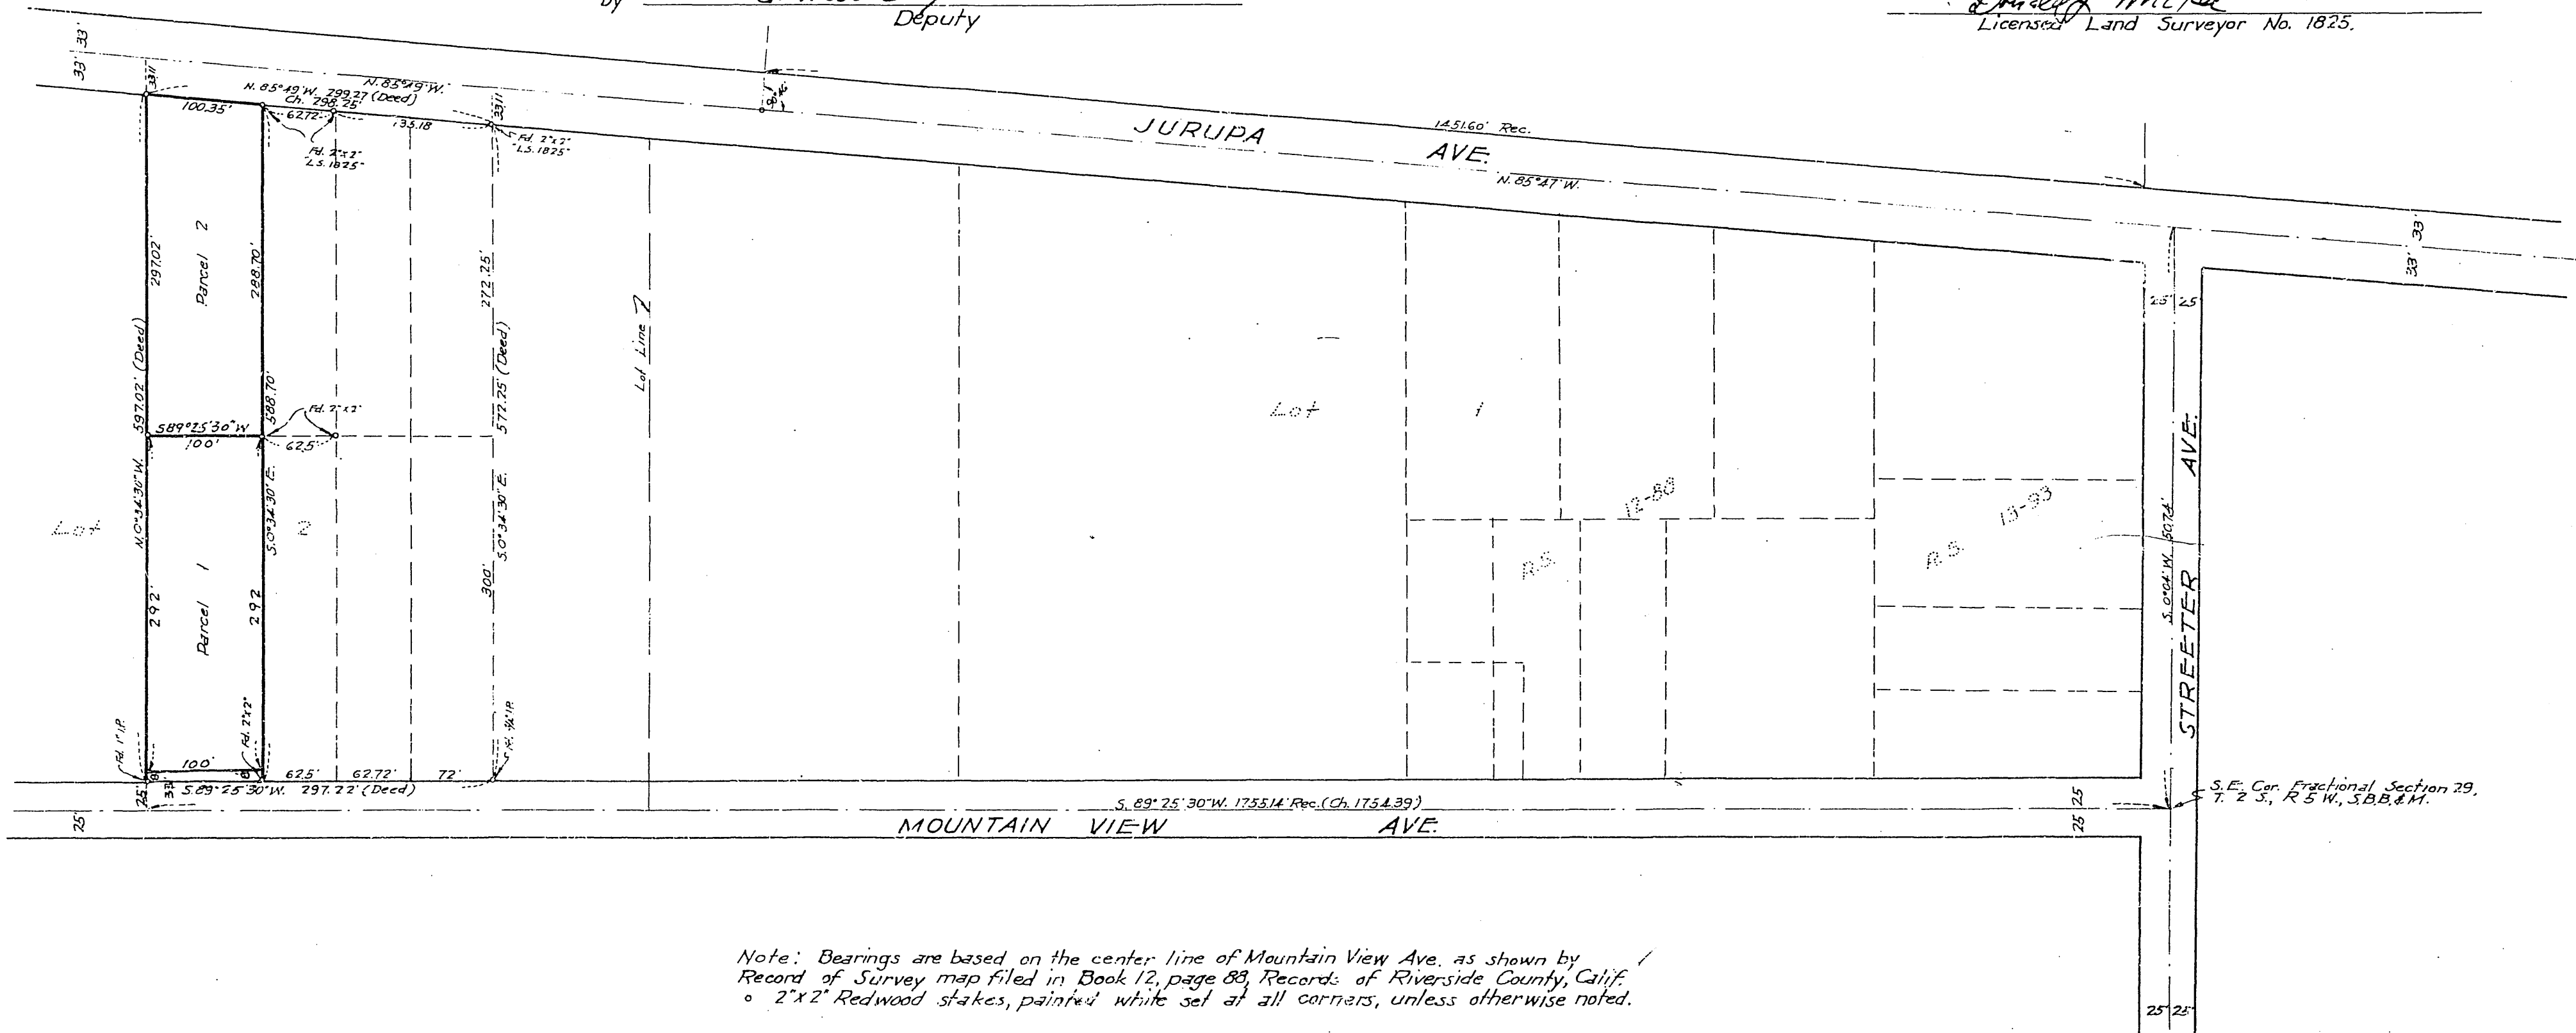 By
Deputy
Licensed Land Surveyor No. 1825.
33'
33'
33.11
N. 85°49' W. 299.27 (Deed)
N. 85°49' W.
Ch. 298.25'
100.35'
62.72
135.18
33.11
Fd. 2"x2"
"L.S. 1825"
Fd. 2"x2"
"L.S. 1825"
JURUPA
AVE.
1451.60' Rec.
N. 85°47' W.
33'
33'
25' 25
Parcel 2
297.02'
288.70'
272.25'
Lot Line
597.02' (Deed)
588.70'
572.25' (Deed)
Fd. 2"x2"
S 89°25'30" W
100'
62.5'
N. 0°34'30" W.
S. 0°34'30" E.
S. 0°34'30" E.
Lot
2
Lot
1
12-88
R.S.
13-93
R.S.
S. 0°04' W.
STREETER AVE.
Parcel 1
292
292
300'
Fd. 1" I.P.
Fd. 2"x2"
8'
8'
100'
62.5'
62.72'
72'
25'
33'
S. 89°25'30" W. 297.22' (Deed)
S. 89°25'30" W. 1755.14' Rec. (Ch. 1754.39')
25
25
25'
MOUNTAIN VIEW AVE.
S.E. Cor. Fractional Section 29,
T. 2 S., R 5 W., S.B.B. & M.
Note: Bearings are based on the center line of Mountain View Ave. as shown by
Record of Survey map filed in Book 12, page 88, Records of Riverside County, Calif.
° 2"x2" Redwood stakes, painted white set at all corners, unless otherwise noted.
25' 25'